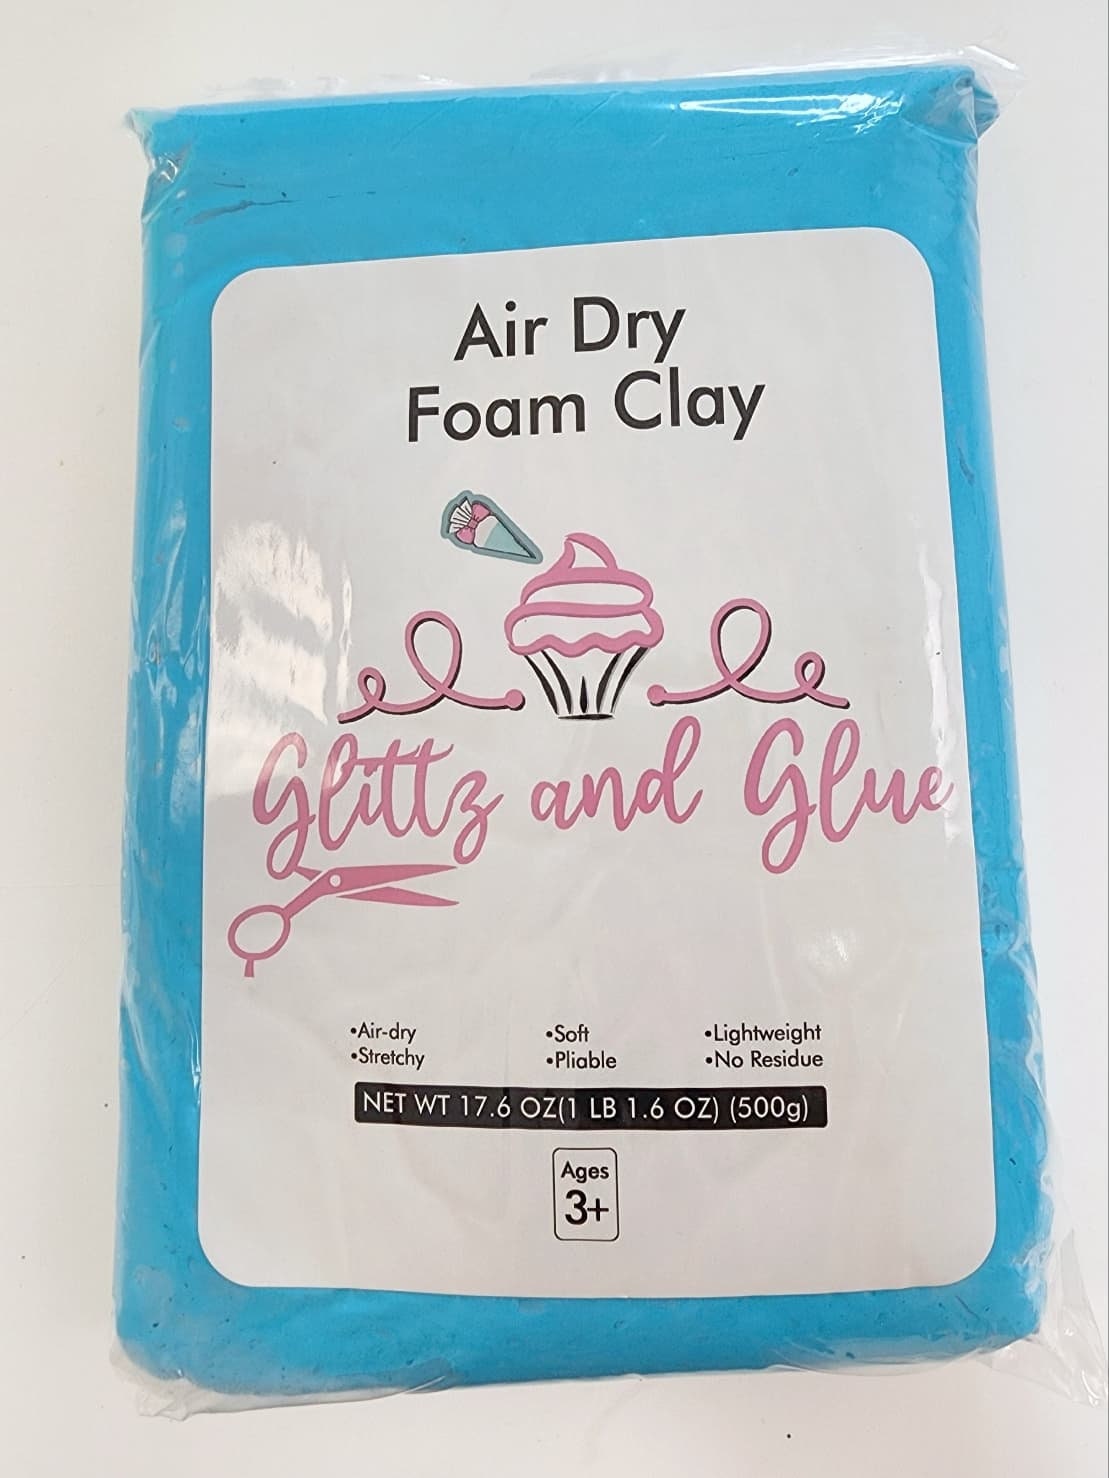 Air Dry
Foam Clay
Glittz and Glue
•Air-dry •Soft •Lightweight
•Stretchy •Pliable •No Residue
NET WT 17.6 OZ(1 LB 1.6 OZ) (500g)
Ages
3+